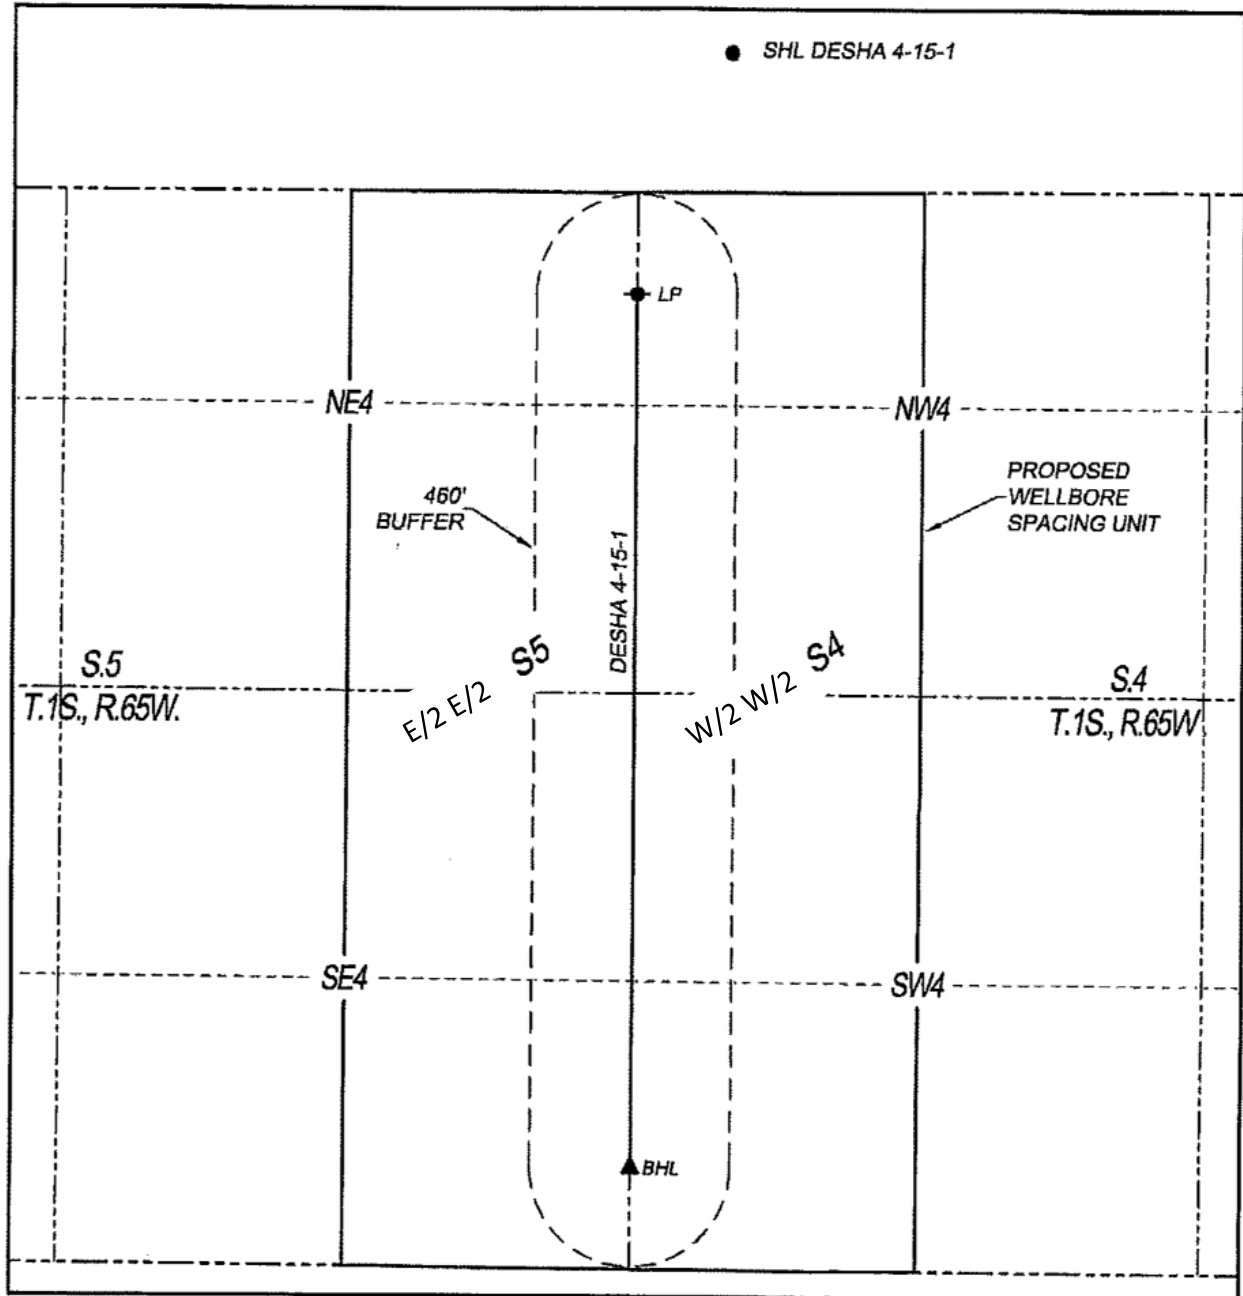 SHL DESHA 4-15-1
LP
NE4
NW4
PROPOSED
WELLBORE
SPACING UNIT
460'
BUFFER
DESHA 4-15-1
S.5
T.1S., R.65W.
E/2 E/2 S5
W/2 W/2 S4
S.4
T.1S., R.65W
SE4
SW4
BHL